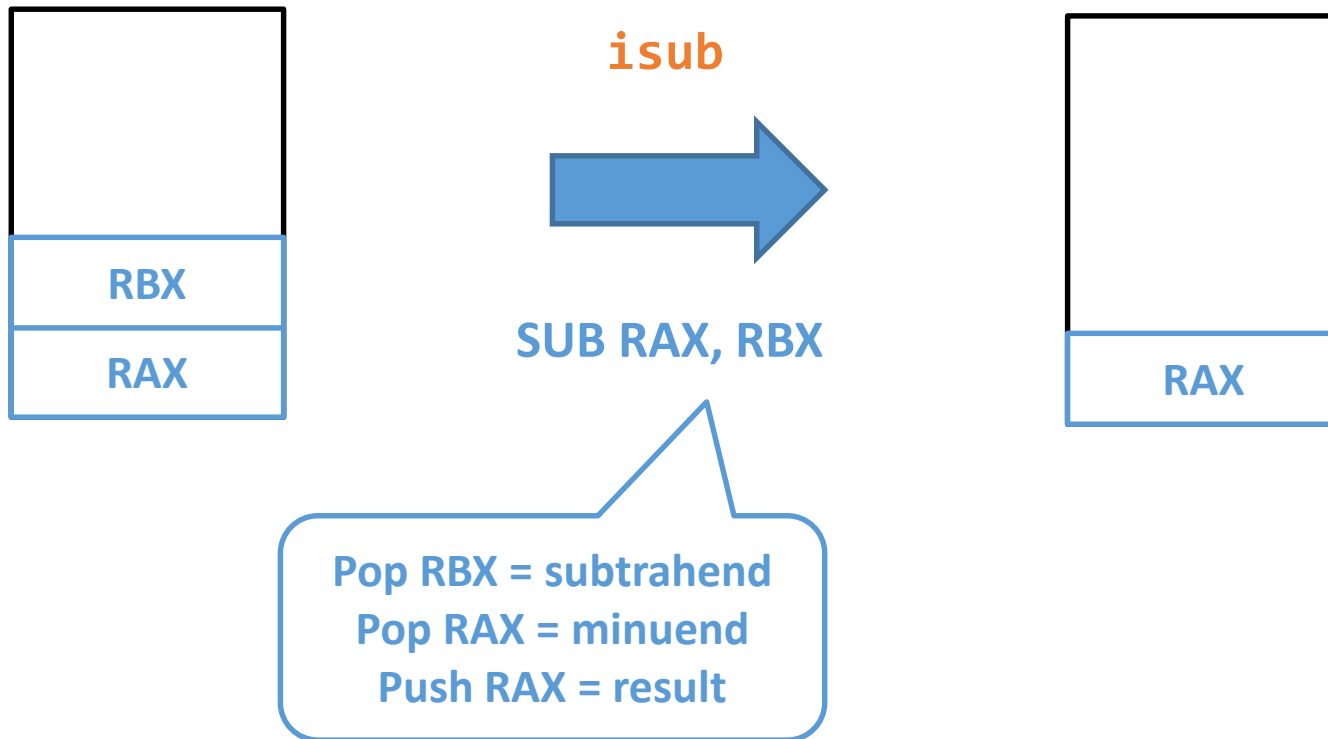 isub
RBX
RAX
SUB RAX, RBX
RAX
Pop RBX = subtrahend
Pop RAX = minuend
Push RAX = result